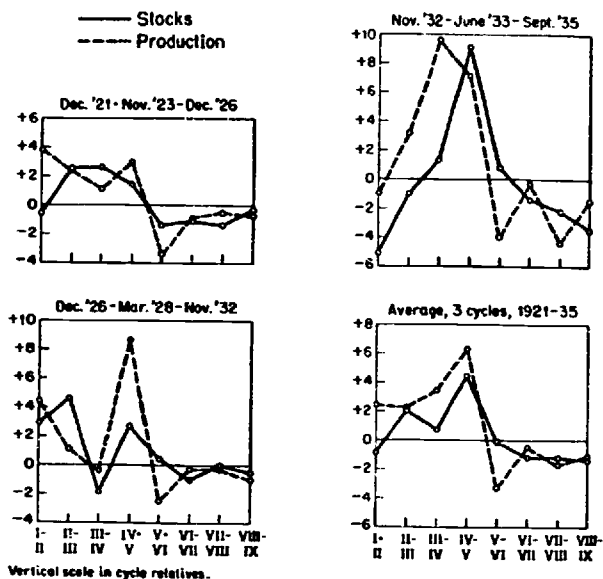 Stocks
Production
Dec. '21 - Nov. '23 - Dec. '26
+6
+4
+2
0
-2
-4
Nov. '32 - June '33 - Sept. '35
+10
+8
+6
+4
+2
0
-2
-4
-6
Dec. '26 - Mar. '28 - Nov. '32
+10
+8
+6
+4
+2
0
-2
-4
I- II- III- IV- V- VI- VII- VIII-
II III IV V VI VII VIII IX
Average, 3 cycles, 1921-35
+8
+6
+4
+2
0
-2
-4
-6
I- II- III- IV- V- VI- VII- VIII-
II III IV V VI VII VIII IX
Vertical scale in cycle relatives.